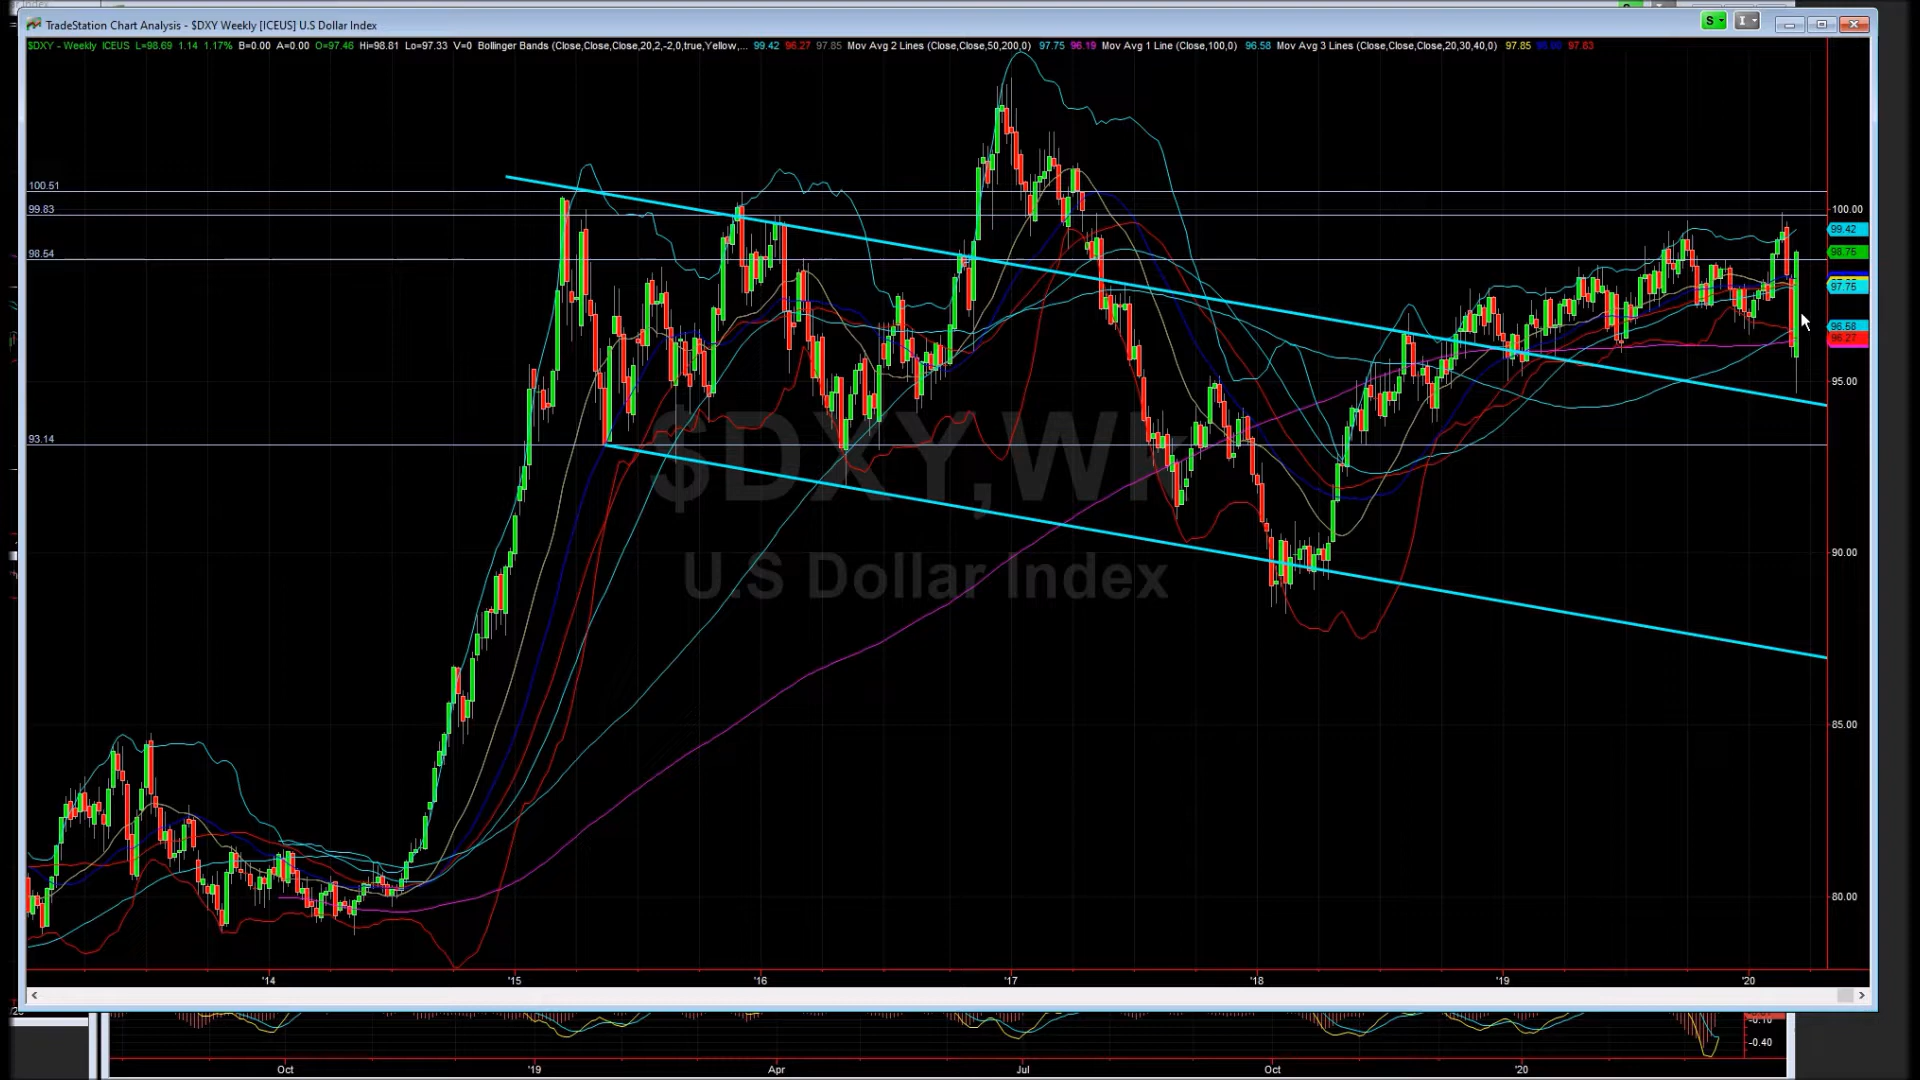 TradeStation Chart Analysis - $DXY Weekly [ICEUS] U.S Dollar Index
S
I
$DXY - Weekly ICEUS L=98.69 1.14 1.17% B=0.00 A=0.00 O=97.46 Hi=98.81 Lo=97.33 V=0 Bollinger Bands (Close,Close,Close,20,2,-2,0,true,Yellow,... 99.42 96.27 97.85 Mov Avg 2 Lines (Close,Close,50,200,0) 97.75 96.19 Mov Avg 1 Line (Close,100,0) 96.58 Mov Avg 3 Lines (Close,Close,Close,20,30,40,0) 97.85 97.83
100.51
99.83
98.54
93.14
100.00
99.42
98.75
97.75
96.27
95.00
90.00
85.00
80.00
U.S Dollar Index
'14 '15 '16 '17 '18 '19 '20
-0.10
-0.40
Oct '19 Apr Jul Oct '20